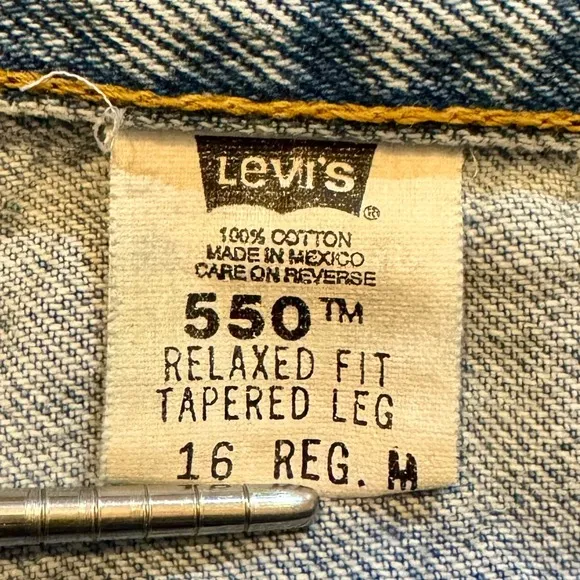 Levi's ®
100% COTTON
MADE IN MEXICO
CARE ON REVERSE
550™
RELAXED FIT
TAPERED LEG
16 REG. M